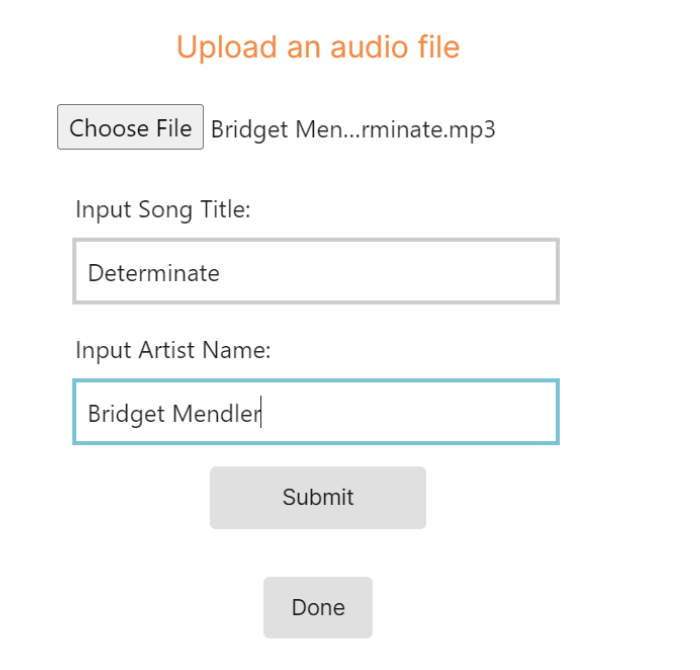 Upload an audio file
Choose File Bridget Men...rminate.mp3
Input Song Title:
Determinate
Input Artist Name:
Bridget Mendler
Submit
Done